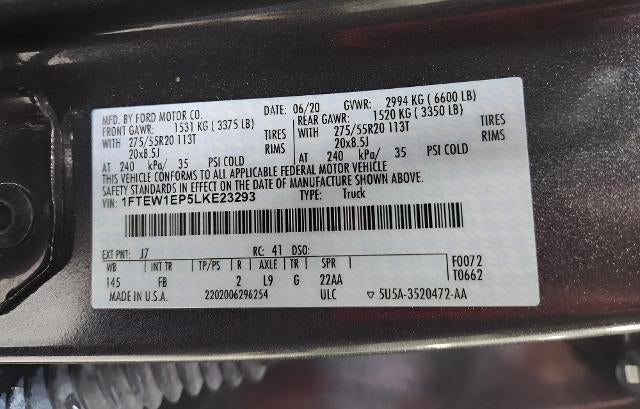 MFD. BY FORD MOTOR CO. DATE: 06/20 GVWR: 2994 KG ( 6600 LB)
FRONT GAWR: 1531 KG ( 3375 LB) REAR GAWR: 1520 KG ( 3350 LB)
WITH 275/55R20 113T TIRES WITH 275/55R20 113T TIRES
20x8.5J RIMS 20x8.5J RIMS
AT 240 kPa/ 35 PSI COLD AT 240 kPa/ 35 PSI COLD
THIS VEHICLE CONFORMS TO ALL APPLICABLE FEDERAL MOTOR VEHICLE
SAFETY STANDARDS IN EFFECT ON THE DATE OF MANUFACTURE SHOWN ABOVE.
VIN: 1FTEW1EP5LKE23293 TYPE: Truck
EXT PNT: J7 RC: 41 DSO: F0072
WB INT TR TP/PS R AXLE TR SPR T0662
145 FB 2 L9 G 22AA
MADE IN U.S.A. 2202006296254 ULC ▽ 5U5A-3520472-AA